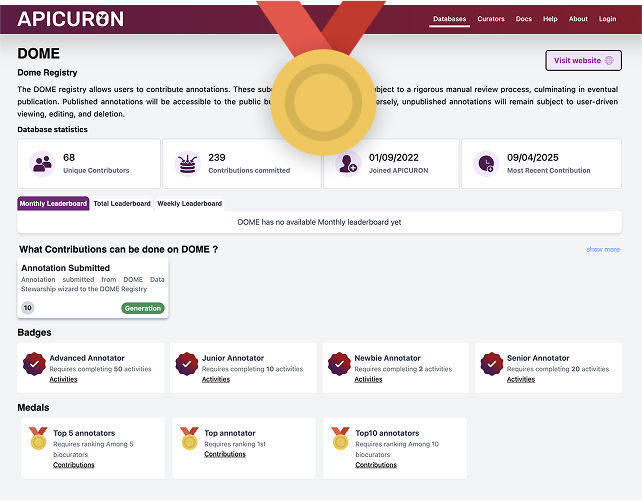 APICURON
Databases Curators Docs Help About Login
DOME
Visit website
Dome Registry
The DOME registry allows users to contribute annotations. These sub ject to a rigorous manual review process, culminating in eventual
publication. Published annotations will be accessible to the public bu ersely, unpublished annotations will remain subject to user-driven
viewing, editing, and deletion.
Database statistics
68
Unique Contributors
239
Contributions committed
01/09/2022
Joined APICURON
09/04/2025
Most Recent Contribution
Monthly Leaderboard Total Leaderboard Weekly Leaderboard
DOME has no available Monthly leaderboard yet
What Contributions can be done on DOME ?
show more
Annotation Submitted
Annotation submitted from DOME Data
Stewarship wizard to the DOME Registry
10
Generation
Badges
Advanced Annotator
Requires completing 50 activities
Activities
Junior Annotator
Requires completing 10 activities
Activities
Newbie Annotator
Requires completing 2 activities
Activities
Senior Annotator
Requires completing 20 activities
Activities
Medals
Top 5 annotators
Requires ranking Among 5
biocurators
Contributions
Top annotator
Requires ranking 1st
Contributions
Top10 annotators
Requires ranking Among 10
biocurators
Contributions